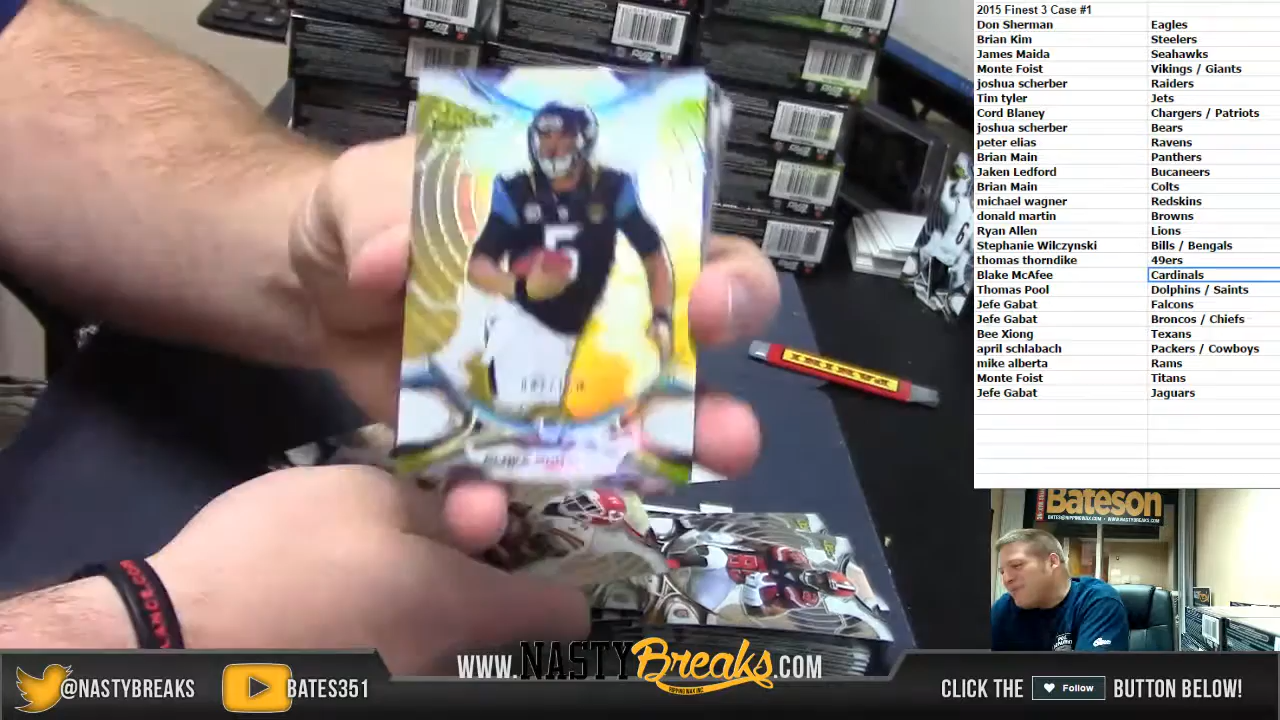 2015 Finest 3 Case #1
Don Sherman Eagles
Brian Kim Steelers
James Maida Seahawks
Monte Foist Vikings / Giants
joshua scherber Raiders
Tim tyler Jets
Cord Blaney Chargers / Patriots
joshua scherber Bears
peter elias Ravens
Brian Main Panthers
Jaken Ledford Bucaneers
Brian Main Colts
michael wagner Redskins
donald martin Browns
Ryan Allen Lions
Stephanie Wilczynski Bills / Bengals
thomas thorndike 49ers
Blake McAfee Cardinals
Thomas Pool Dolphins / Saints
Jefe Gabat Falcons
Jefe Gabat Broncos / Chiefs
Bee Xiong Texans
april schlabach Packers / Cowboys
mike alberta Rams
Monte Foist Titans
Jefe Gabat Jaguars
5
PANINI
Bateson
@NASTYBREAKS
BATES351
WWW.NASTYBreaks.COM
RIPPING WAX INC
CLICK THE Follow BUTTON BELOW!